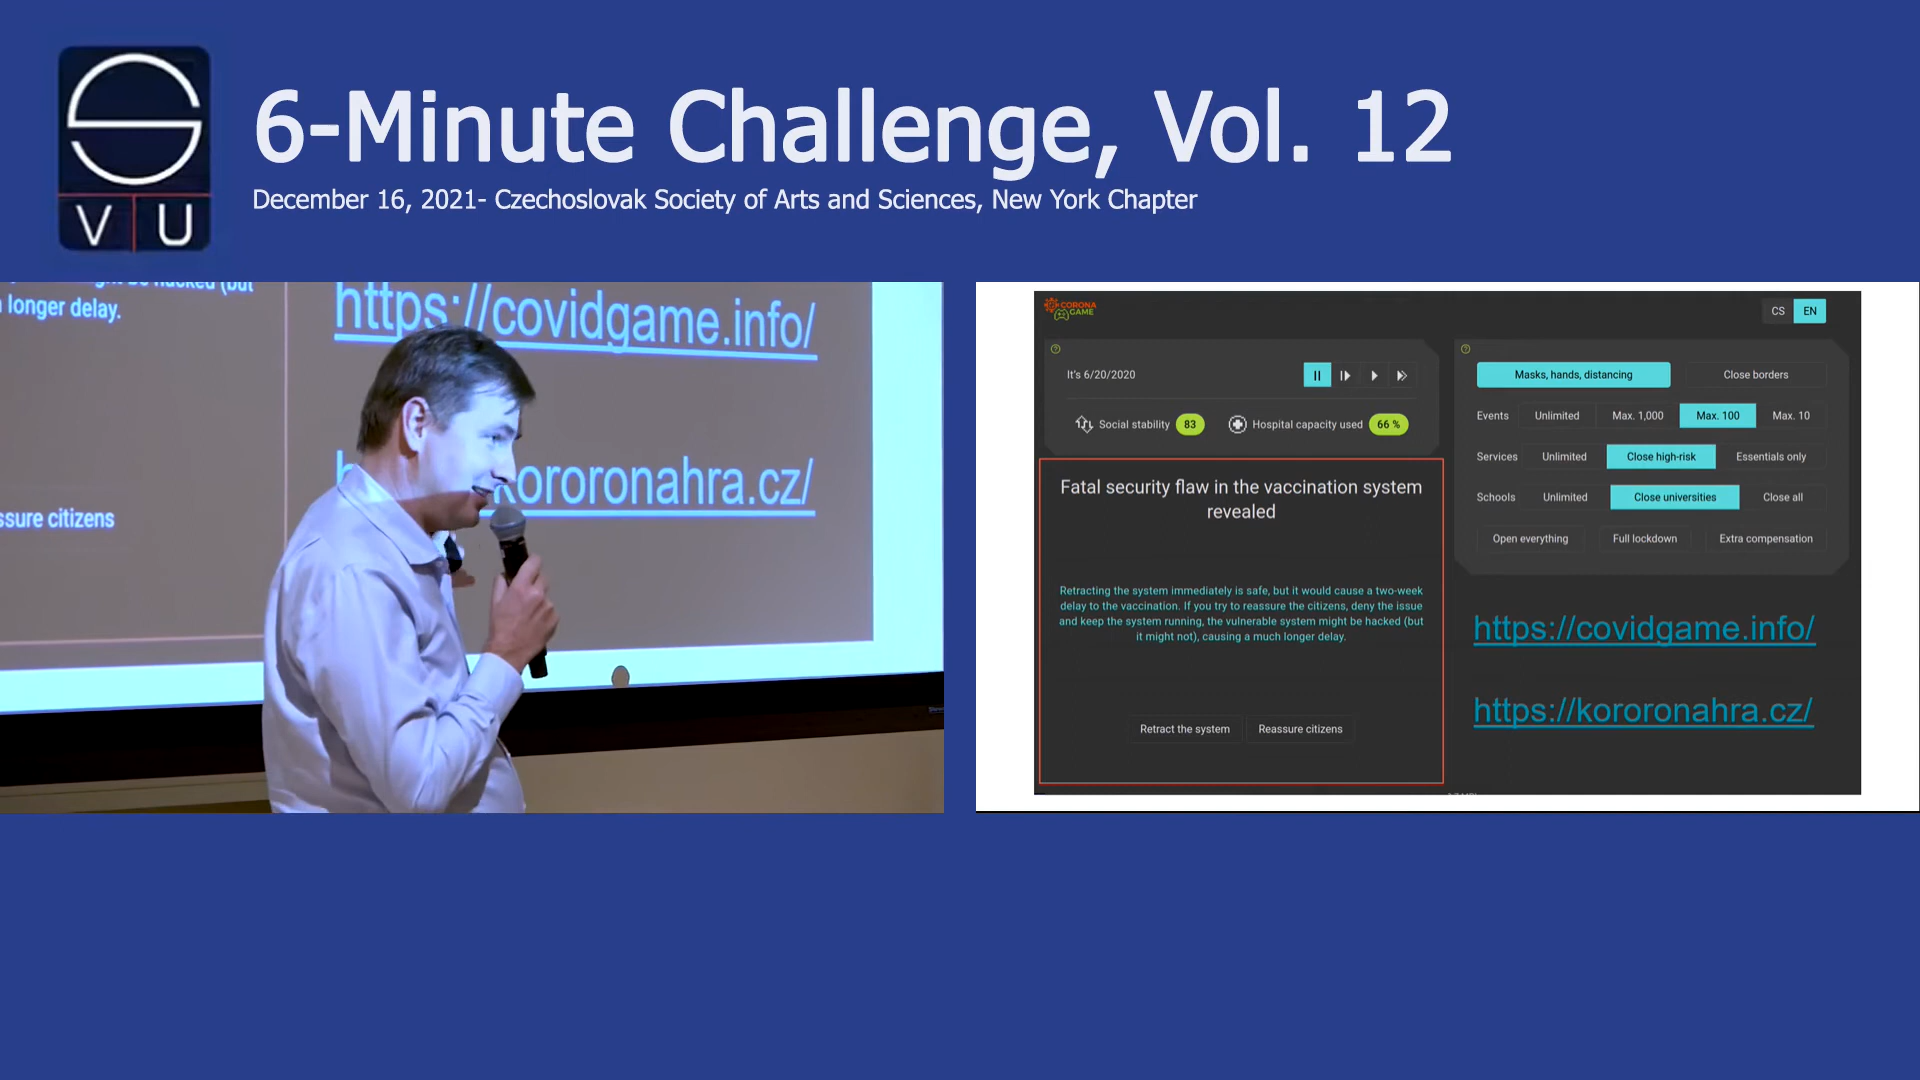 S
V U
6-Minute Challenge, Vol. 12
December 16, 2021- Czechoslovak Society of Arts and Sciences, New York Chapter
longer delay.
https://covidgame.info/
kororonahra.cz/
ssure citizens
CORONA
GAME
CS EN
It's 6/20/2020
Social stability 83 Hospital capacity used 66 %
Fatal security flaw in the vaccination system
revealed
Retracting the system immediately is safe, but it would cause a two-week
delay to the vaccination. If you try to reassure the citizens, deny the issue
and keep the system running, the vulnerable system might be hacked (but
it might not), causing a much longer delay.
Retract the system Reassure citizens
Masks, hands, distancing Close borders
Events Unlimited Max. 1,000 Max. 100 Max. 10
Services Unlimited Close high-risk Essentials only
Schools Unlimited Close universities Close all
Open everything Full lockdown Extra compensation
https://covidgame.info/
https://kororonahra.cz/